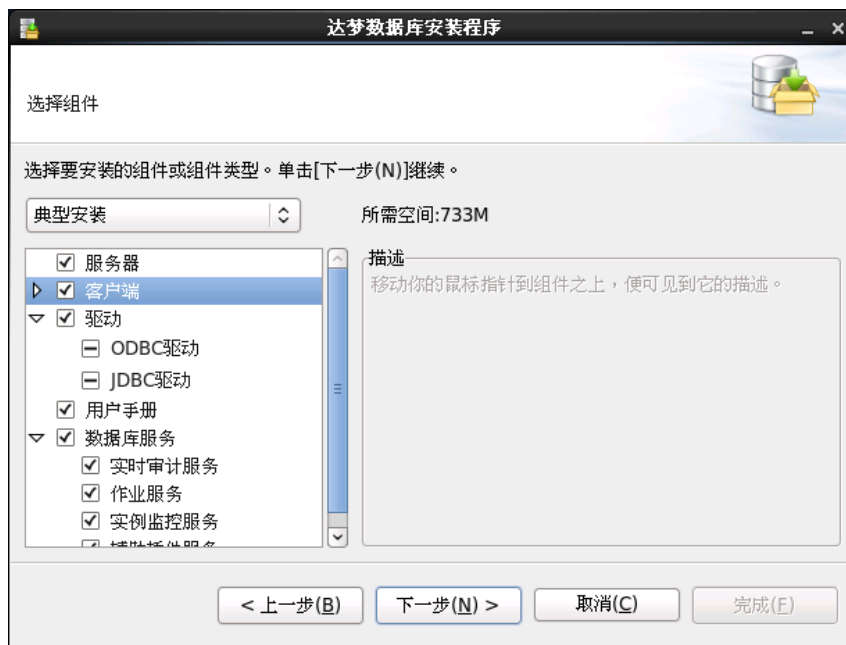 达梦数据库安装程序
选择组件
选择要安装的组件或组件类型。单击[下一步(N)]继续。
典型安装
所需空间:733M
服务器
客户端
驱动
ODBC驱动
JDBC驱动
用户手册
数据库服务
实时审计服务
作业服务
实例监控服务
辅助插件服务
描述
移动你的鼠标指针到组件之上，便可见到它的描述。
< 上一步(B)
下一步(N) >
取消(C)
完成(F)